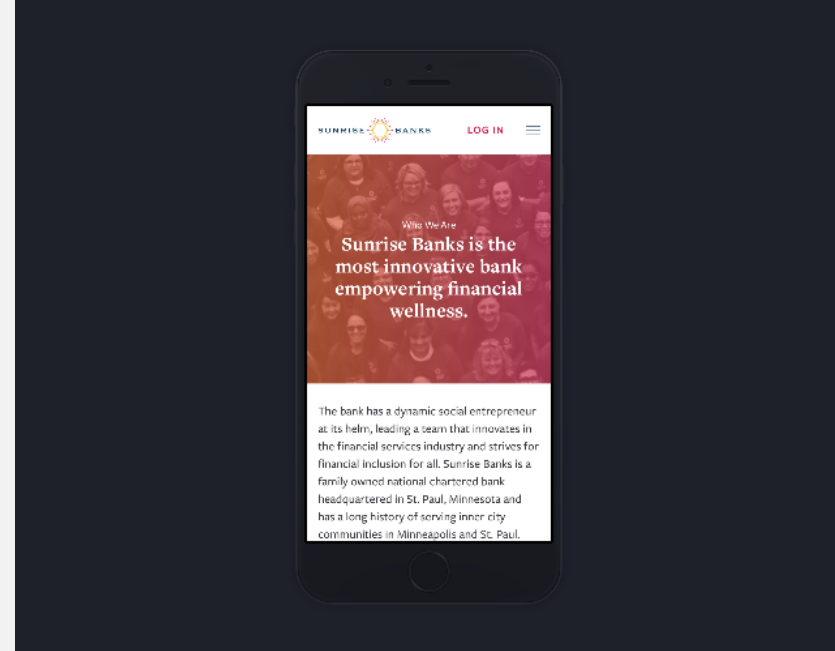 SUNRISE BANKS LOG IN
Who We Are
Sunrise Banks is the
most innovative bank
empowering financial
wellness.
The bank has a dynamic social entrepreneur
at its helm, leading a team that innovates in
the financial services industry and strives for
financial inclusion for all. Sunrise Banks is a
family owned national chartered bank
headquartered in St. Paul, Minnesota and
has a long history of serving inner city
communities in Minneapolis and St. Paul.